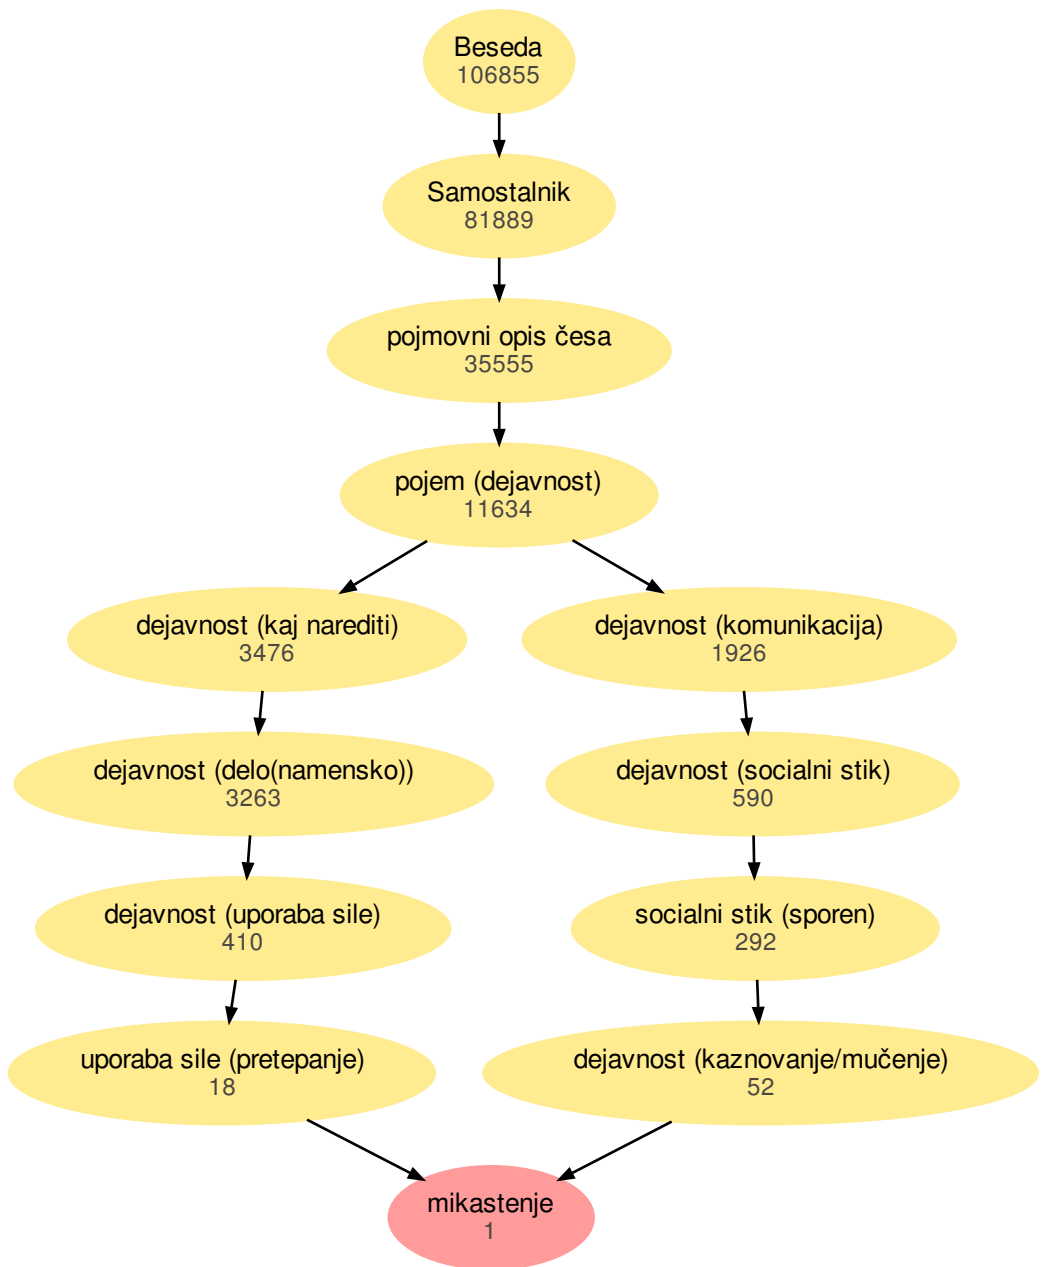 Beseda
106855
Samostalnik
81889
pojmovni opis česa
35555
pojem (dejavnost)
11634
dejavnost (kaj narediti)
3476
dejavnost (komunikacija)
1926
dejavnost (delo(namensko))
3263
dejavnost (socialni stik)
590
dejavnost (uporaba sile)
410
socialni stik (sporen)
292
uporaba sile (pretepanje)
18
dejavnost (kaznovanje/mučenje)
52
mikastenje
1